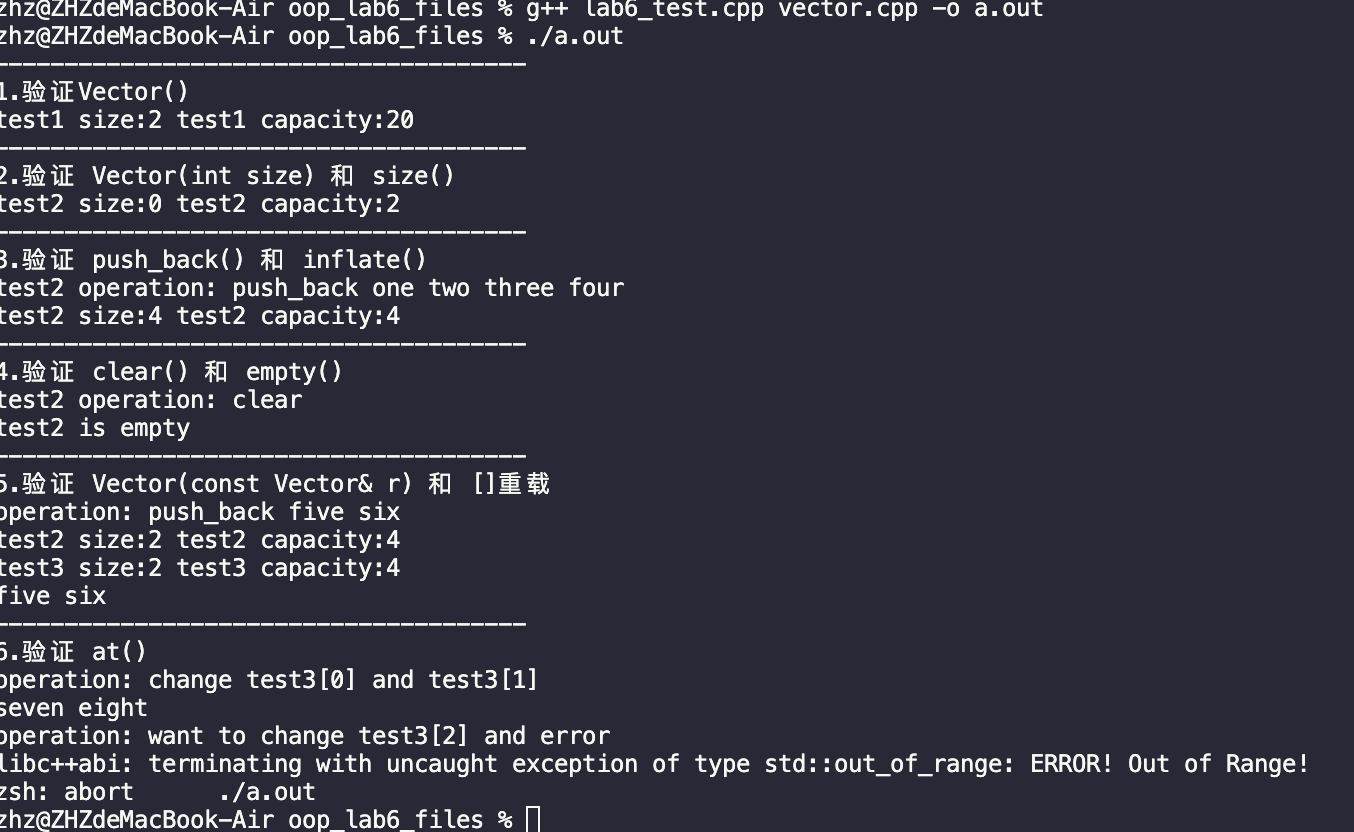 zhz@ZHZdeMacBook-Air oop_lab6_files % g++ lab6_test.cpp vector.cpp -o a.out
zhz@ZHZdeMacBook-Air oop_lab6_files % ./a.out
--------------------------------------
1.验证Vector()
test1 size:2 test1 capacity:20
--------------------------------------
2.验证 Vector(int size) 和 size()
test2 size:0 test2 capacity:2
--------------------------------------
3.验证 push_back() 和 inflate()
test2 operation: push_back one two three four
test2 size:4 test2 capacity:4
--------------------------------------
4.验证 clear() 和 empty()
test2 operation: clear
test2 is empty
--------------------------------------
5.验证 Vector(const Vector& r) 和 []重载
operation: push_back five six
test2 size:2 test2 capacity:4
test3 size:2 test3 capacity:4
five six
--------------------------------------
6.验证 at()
operation: change test3[0] and test3[1]
seven eight
operation: want to change test3[2] and error
libc++abi: terminating with uncaught exception of type std::out_of_range: ERROR! Out of Range!
zsh: abort      ./a.out
zhz@ZHZdeMacBook-Air oop_lab6_files %